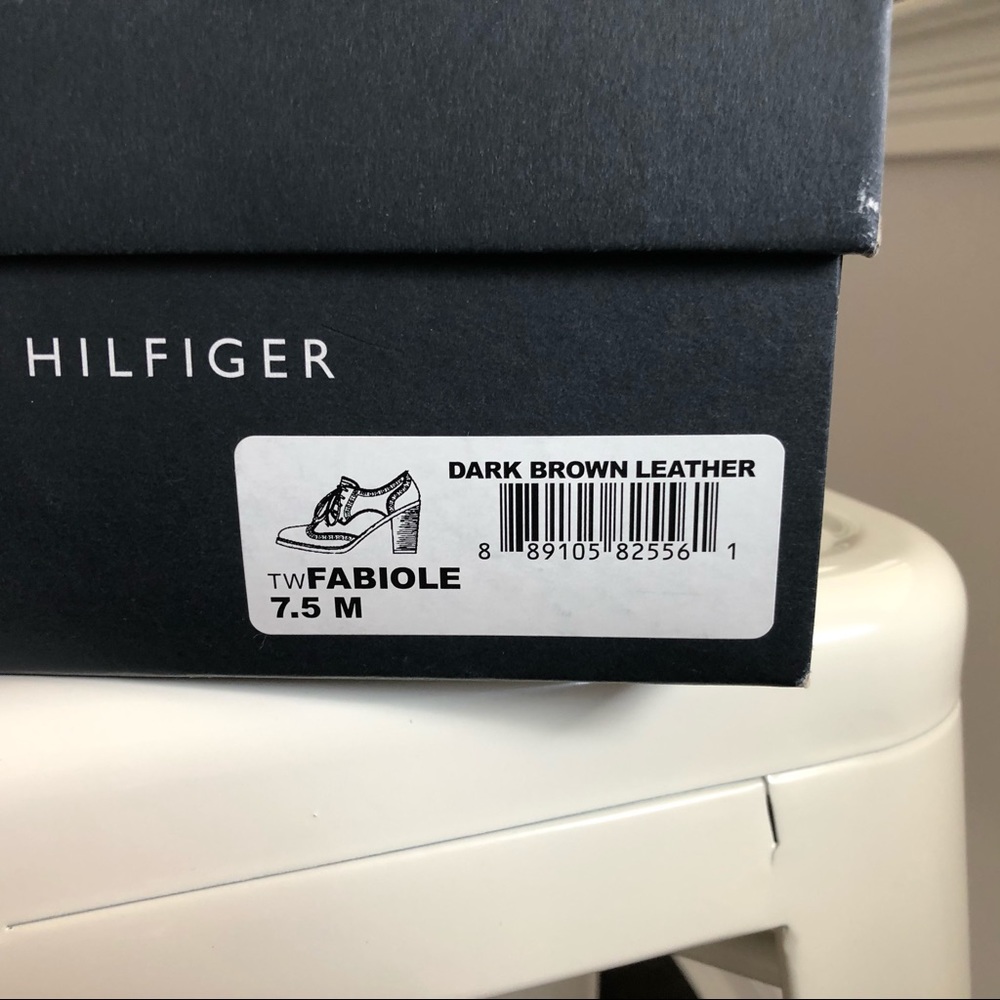 HILFIGER
DARK BROWN LEATHER
8 89105 82556 1
TWFABIOLE
7.5 M